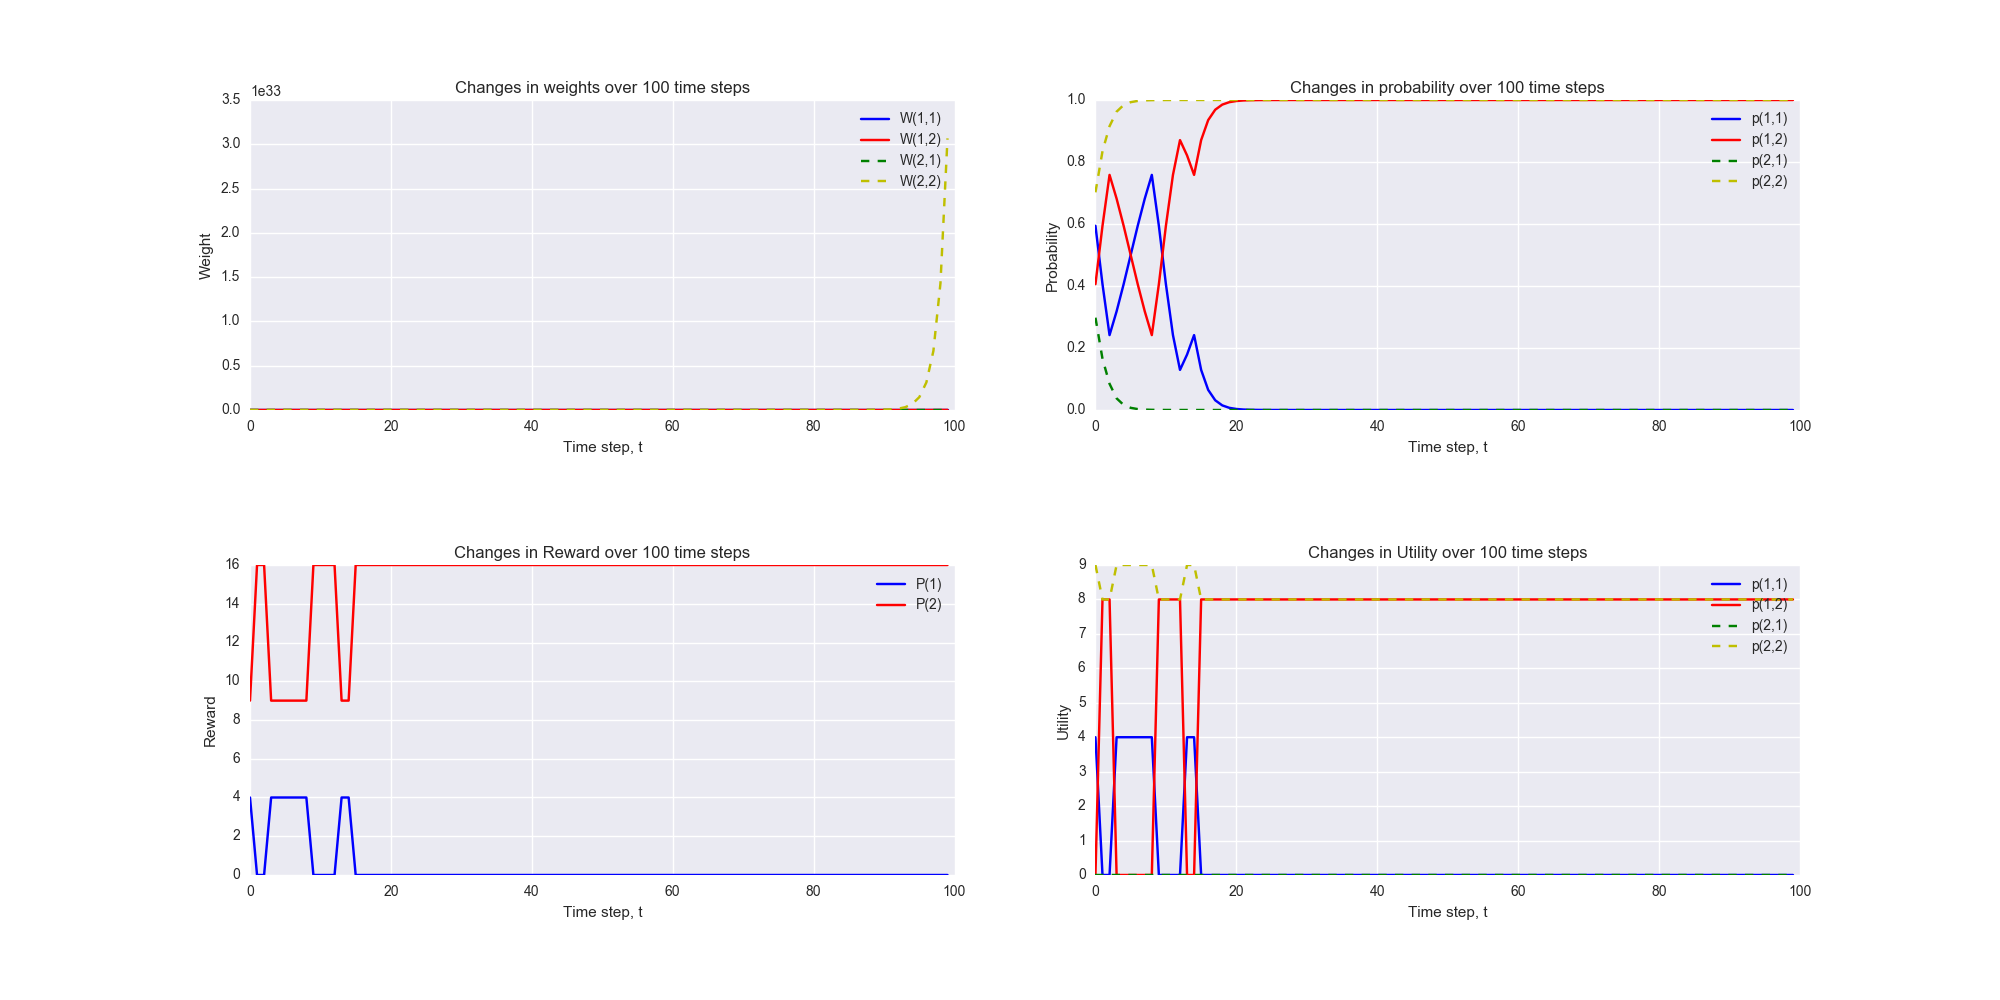 Changes in weights over 100 time steps
1e33
3.5
3.0
2.5
2.0
1.5
1.0
0.5
0.0
Weight
W(1,1)
W(1,2)
W(2,1)
W(2,2)
0 20 40 60 80 100
Time step, t
Changes in probability over 100 time steps
1.0
0.8
0.6
0.4
0.2
0.0
Probability
p(1,1)
p(1,2)
p(2,1)
p(2,2)
0 20 40 60 80 100
Time step, t
Changes in Reward over 100 time steps
16
14
12
10
8
6
4
2
0
Reward
P(1)
P(2)
0 20 40 60 80 100
Time step, t
Changes in Utility over 100 time steps
9
8
7
6
5
4
3
2
1
0
Utility
p(1,1)
p(1,2)
p(2,1)
p(2,2)
0 20 40 60 80 100
Time step, t